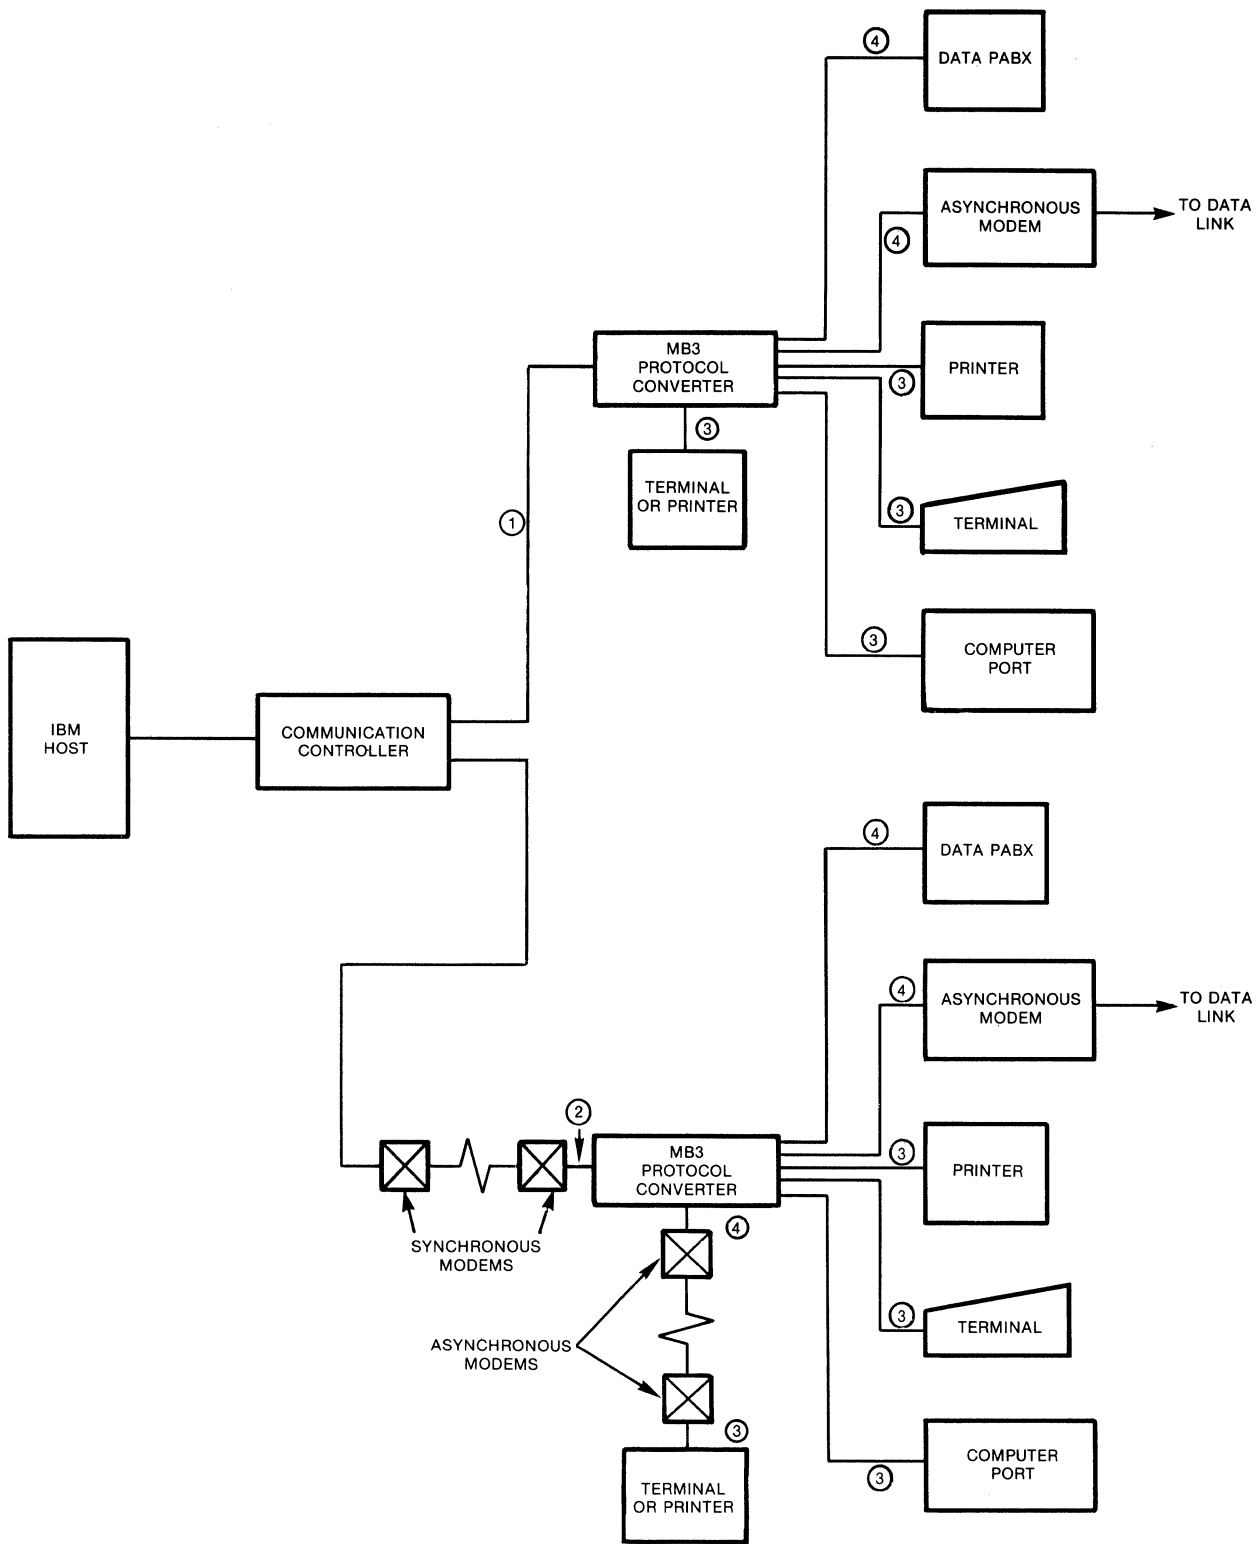 4
DATA PABX
ASYNCHRONOUS
MODEM
TO DATA
LINK
4
MB3
PROTOCOL
CONVERTER
PRINTER
3
3
TERMINAL
OR PRINTER
3
TERMINAL
1
3
COMPUTER
PORT
IBM
HOST
COMMUNICATION
CONTROLLER
4
DATA PABX
4
ASYNCHRONOUS
MODEM
TO DATA
LINK
2
MB3
PROTOCOL
CONVERTER
3
PRINTER
SYNCHRONOUS
MODEMS
4
3
TERMINAL
ASYNCHRONOUS
MODEMS
3
TERMINAL
OR PRINTER
3
COMPUTER
PORT